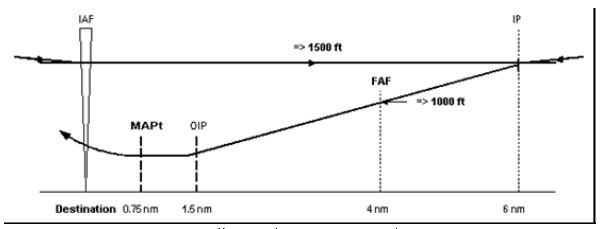 IAF
IP
=> 1500 ft
FAF
=> 1000 ft
MAPt
OIP
Destination 0.75 nm 1.5 nm 4 nm 6 nm